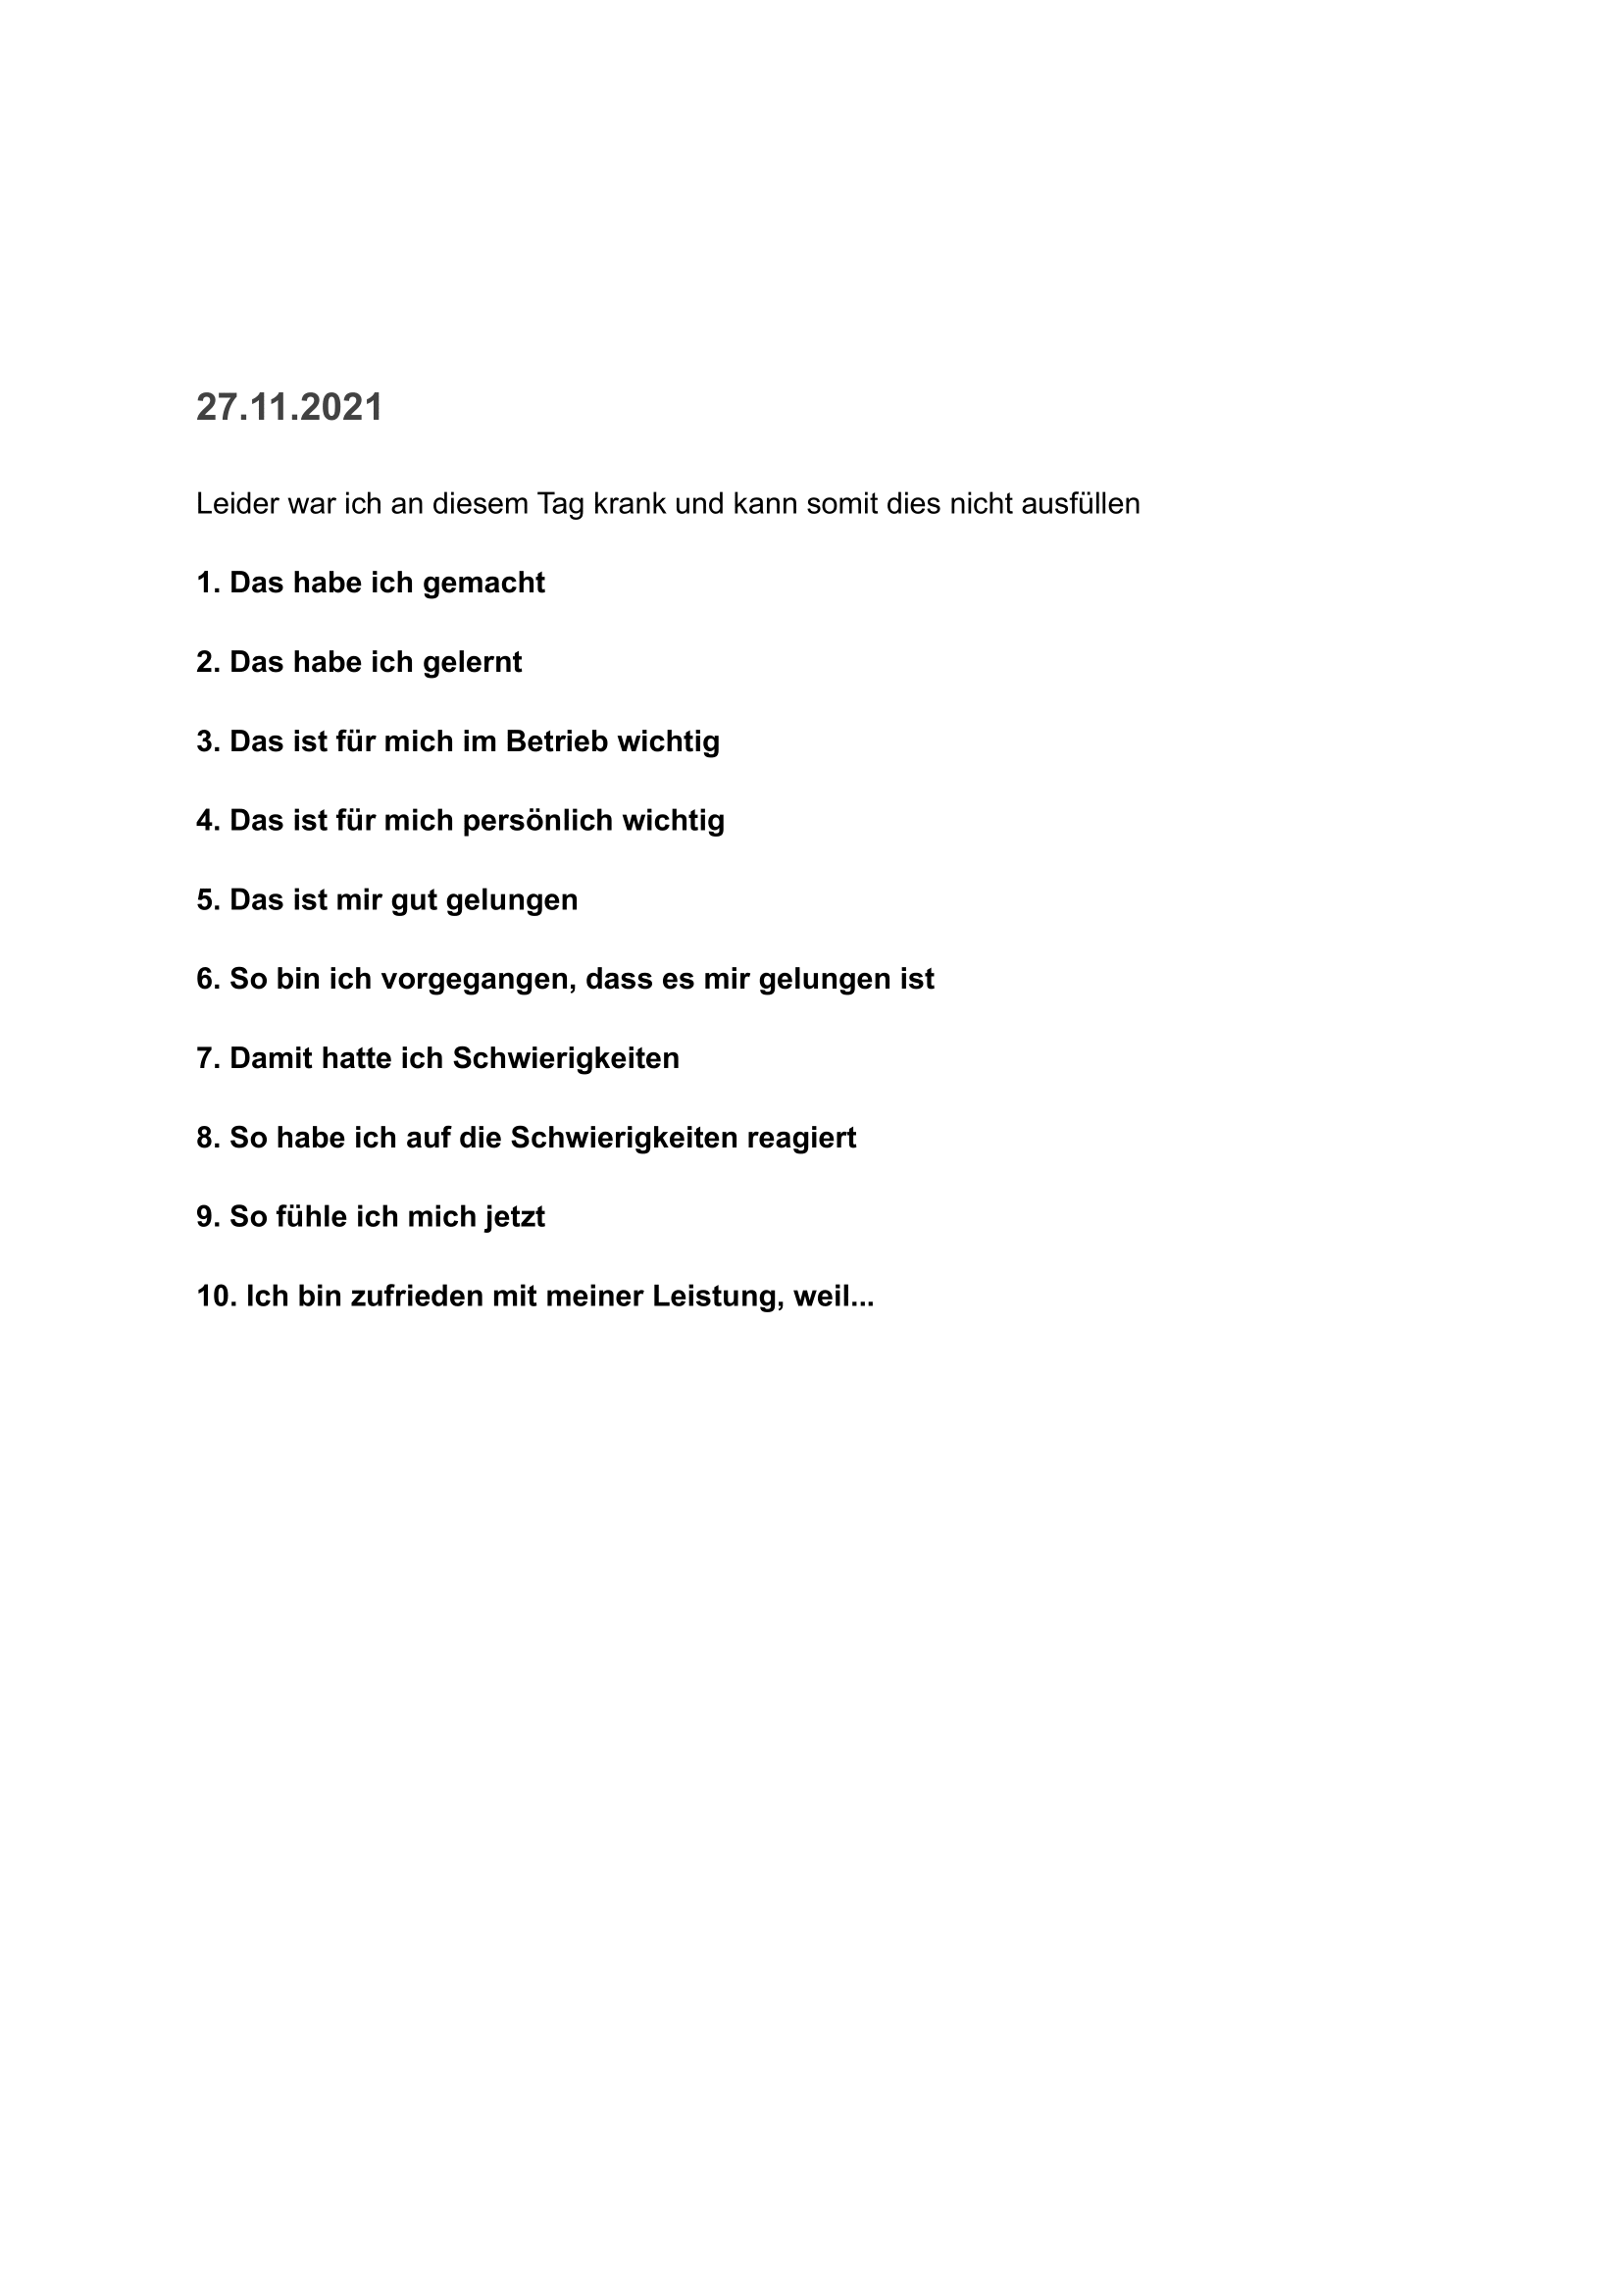 27.11.2021
Leider war ich an diesem Tag krank und kann somit dies nicht ausfüllen
1. Das habe ich gemacht
2. Das habe ich gelernt
3. Das ist für mich im Betrieb wichtig
4. Das ist für mich persönlich wichtig
5. Das ist mir gut gelungen
6. So bin ich vorgegangen, dass es mir gelungen ist
7. Damit hatte ich Schwierigkeiten
8. So habe ich auf die Schwierigkeiten reagiert
9. So fühle ich mich jetzt
10. Ich bin zufrieden mit meiner Leistung, weil...